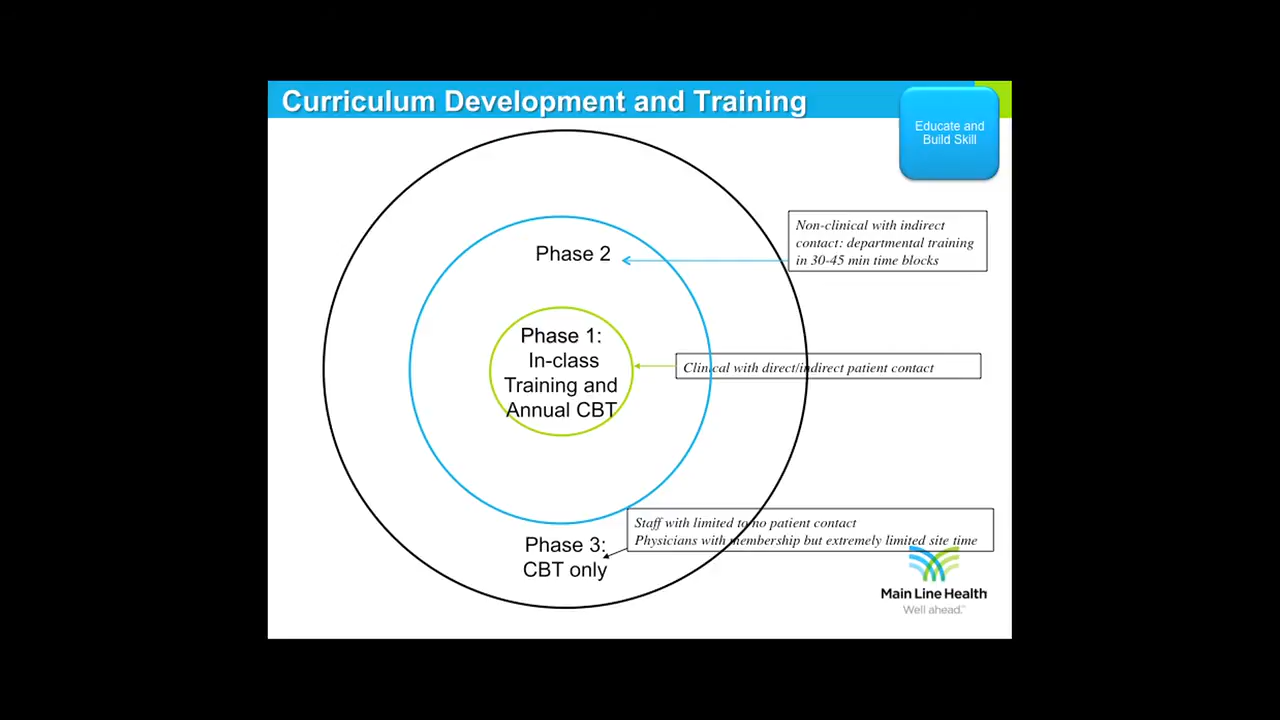 Curriculum Development and Training
Educate and
Build Skill
Non-clinical with indirect
contact: departmental training
in 30-45 min time blocks
Phase 2
Phase 1:
In-class
Training and
Annual CBT
Clinical with direct/indirect patient contact
Staff with limited to no patient contact
Physicians with membership but extremely limited site time
Phase 3:
CBT only
Main Line Health
Well ahead.™